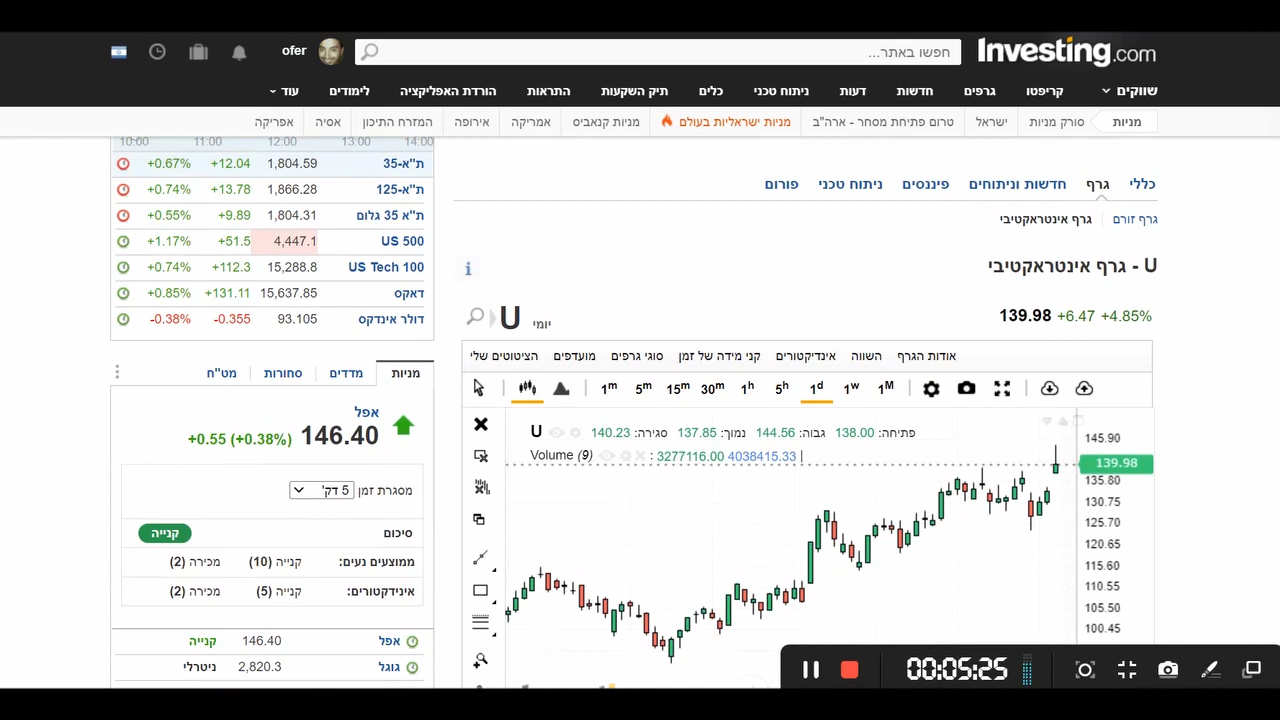 ofer
חפשו באתר...
Investing.com
שווקים קריפטו גרפים חדשות דעות ניתוח טכני כלים תיק השקעות התראות הורדת האפליקציה לימודים עוד
מניות סורק מניות ישראל טרום פתיחת מסחר - ארה"ב מניות ישראליות בעולם מניות קנאביס אמריקה אירופה המזרח התיכון אסיה אפריקה
10:00 11:00 12:00 13:00 14:00
ת"א-35 1,804.59 +12.04 +0.67%
ת"א-125 1,866.28 +13.78 +0.74%
ת"א 35 גלום 1,804.31 +9.89 +0.55%
US 500 4,447.1 +51.5 +1.17%
US Tech 100 15,288.8 +112.3 +0.74%
דאקס 15,637.85 +131.11 +0.85%
דולר אינדקס 93.105 -0.355 -0.38%
מניות מדדים סחורות מט"ח
אפל
146.40
+0.55 (+0.38%)
מסגרת זמן 5 דק'
סיכום קנייה
ממוצעים נעים: קנייה (10) מכירה (2)
אינידקטורים: קנייה (5) מכירה (2)
אפל 146.40 קנייה
גוגל 2,820.3 ניטרלי
כללי גרף חדשות וניתוחים פיננסים ניתוח טכני פורום
גרף זורם גרף אינטראקטיבי
U - גרף אינטראקטיבי
U יומי
139.98 +6.47 +4.85%
אודות הגרף השווה אינדיקטורים קני מידה של זמן סוגי גרפים מועדפים הציטוטים שלי
1m 5m 15m 30m 1h 5h 1d 1w 1M
U פתיחה: 138.00 גבוה: 144.56 נמוך: 137.85 סגירה: 140.23
Volume (9) : 3277116.00 4038415.33
145.90
139.98
135.80
130.75
125.70
120.65
115.60
110.55
105.50
100.45
00:05:25